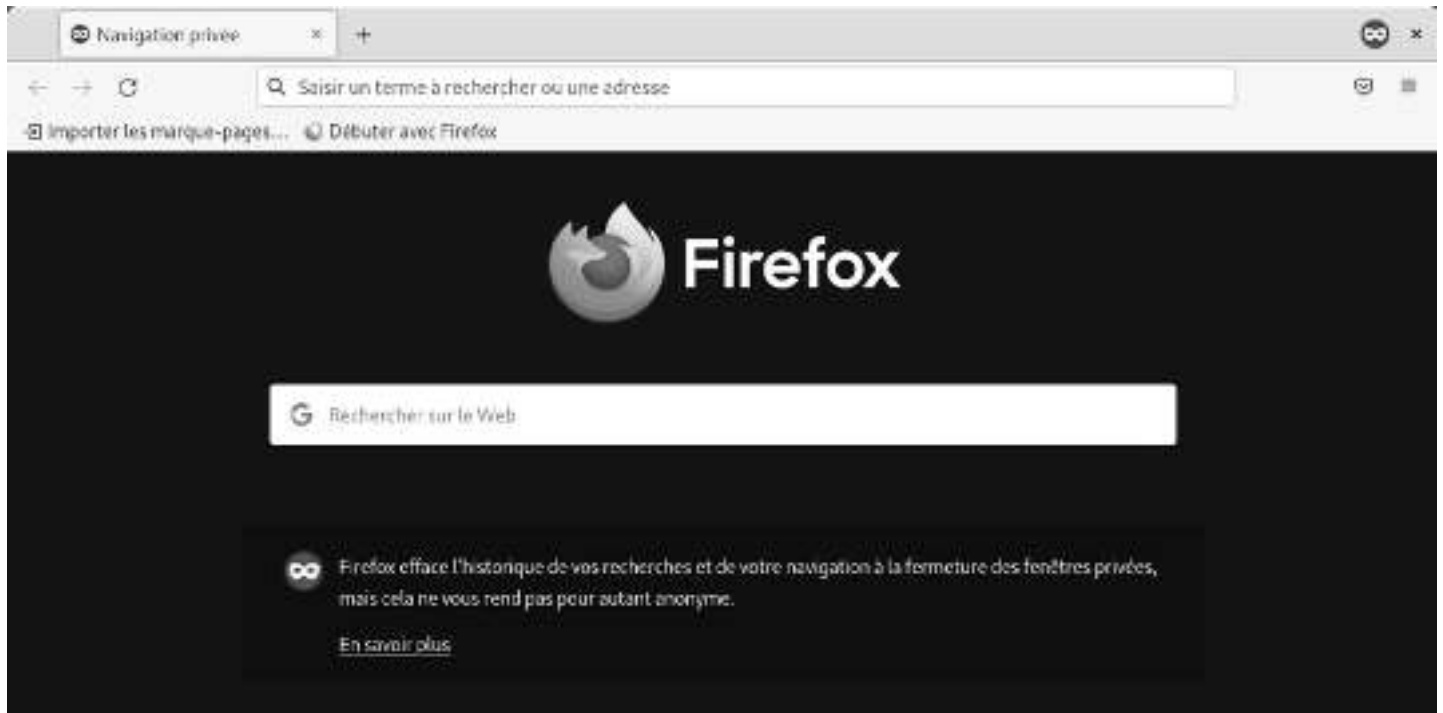 Navigation privée
Saisir un terme à rechercher ou une adresse
Importer les marque-pages... Débuter avec Firefox
Firefox
Rechercher sur le Web
Firefox efface l'historique de vos recherches et de votre navigation à la fermeture des fenêtres privées,
mais cela ne vous rend pas pour autant anonyme.
En savoir plus